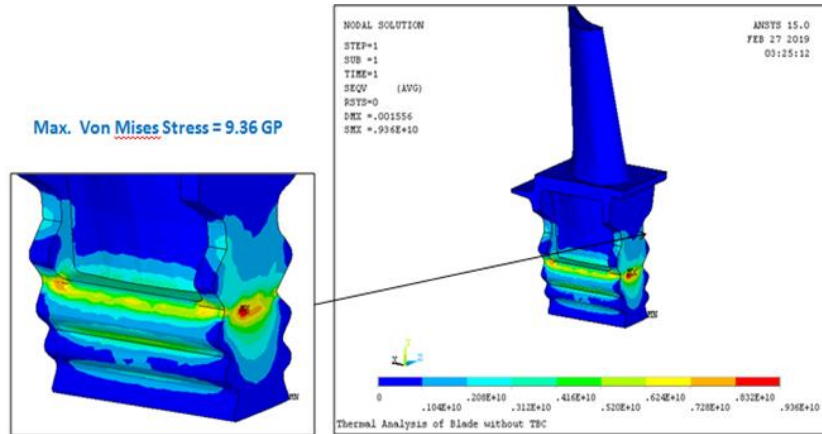 NODAL SOLUTION
STEP=1
SUB =1
TIME=1
SEQV (AVG)
RSYS=0
DMX =.001556
SMX =.936E+10
ANSYS 15.0
FEB 27 2019
03:25:12
Max. Von Mises Stress = 9.36 GP
MN
MX
MN
Y
X Z
0 .104E+10 .208E+10 .312E+10 .416E+10 .520E+10 .624E+10 .728E+10 .832E+10 .936E+10
Thermal Analysis of Blade without TBC